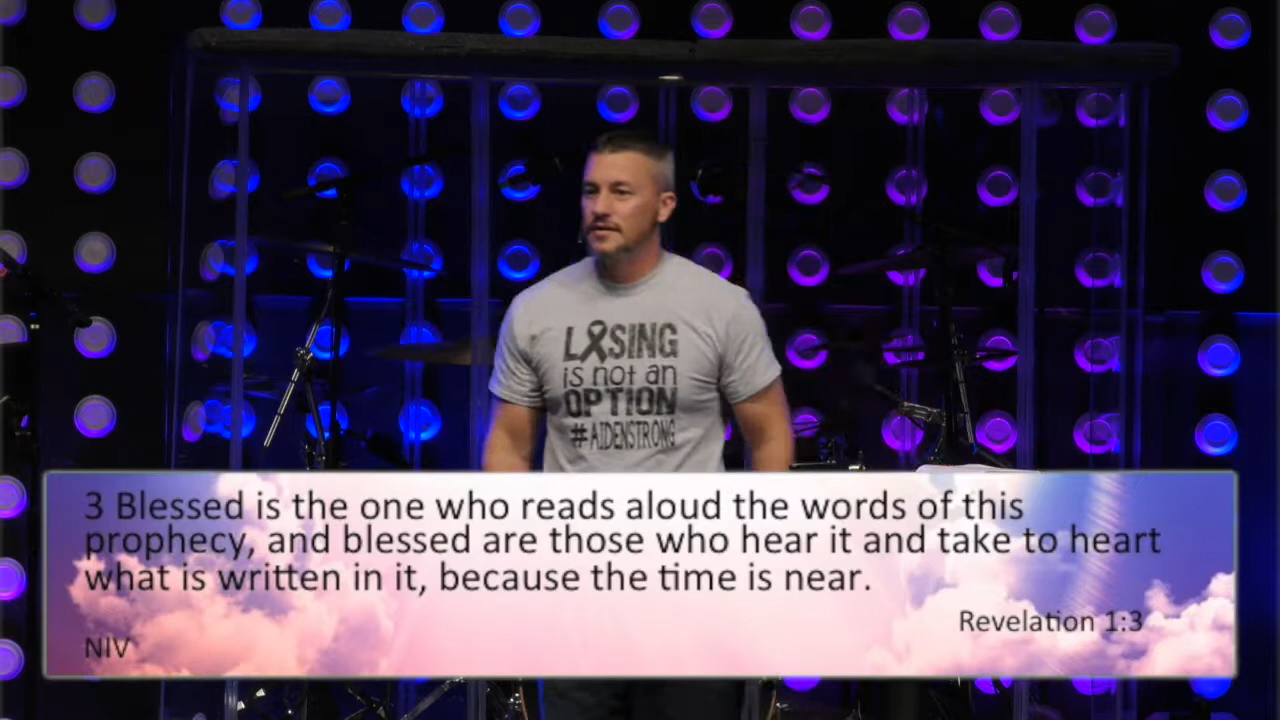 LOSING
is not an
OPTION
#AIDENSTRONG
3 Blessed is the one who reads aloud the words of this
prophecy, and blessed are those who hear it and take to heart
what is written in it, because the time is near.
Revelation 1:3
NIV